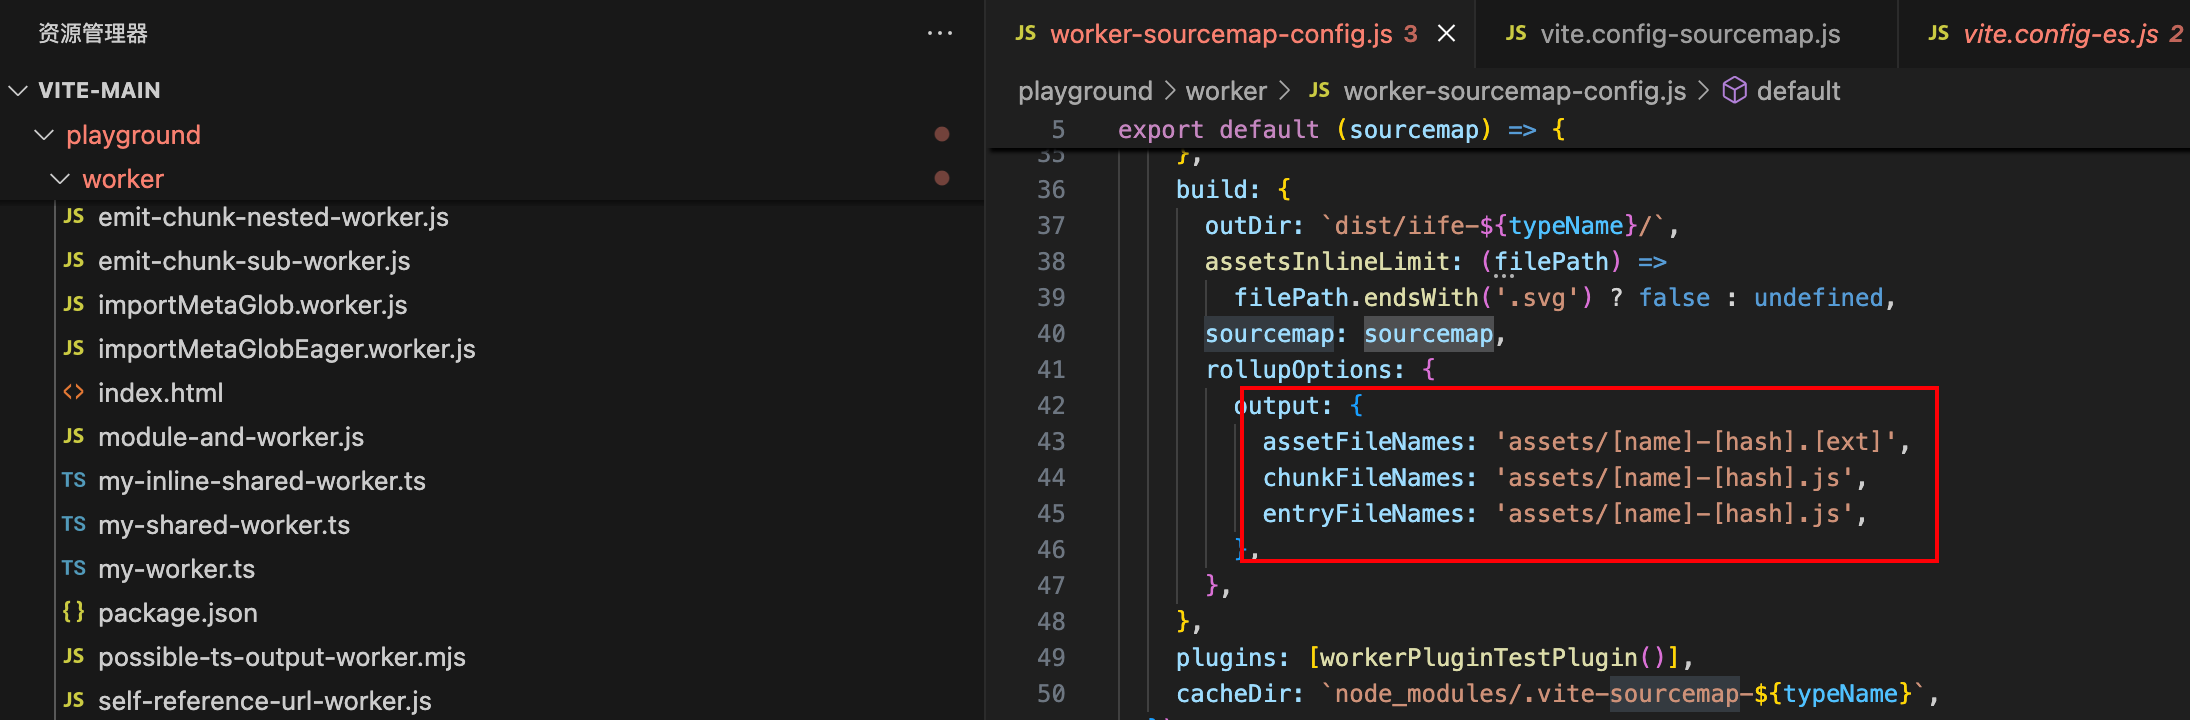 资源管理器
VITE-MAIN
playground
worker
JS emit-chunk-nested-worker.js
JS emit-chunk-sub-worker.js
JS importMetaGlob.worker.js
JS importMetaGlobEager.worker.js
<> index.html
JS module-and-worker.js
TS my-inline-shared-worker.ts
TS my-shared-worker.ts
TS my-worker.ts
{} package.json
JS possible-ts-output-worker.mjs
JS self-reference-url-worker.js
JS worker-sourcemap-config.js 3 JS vite.config-sourcemap.js JS vite.config-es.js 2
playground > worker > JS worker-sourcemap-config.js > default
5 export default (sourcemap) => {
35 },
36 build: {
37 outDir: `dist/iife-${typeName}/`,
38 assetsInlineLimit: (filePath) =>
39 filePath.endsWith('.svg') ? false : undefined,
40 sourcemap: sourcemap,
41 rollupOptions: {
42 output: {
43 assetFileNames: 'assets/[name]-[hash].[ext]',
44 chunkFileNames: 'assets/[name]-[hash].js',
45 entryFileNames: 'assets/[name]-[hash].js',
46 },
47 },
48 },
49 plugins: [workerPluginTestPlugin()],
50 cacheDir: `node_modules/.vite-sourcemap-${typeName}`,